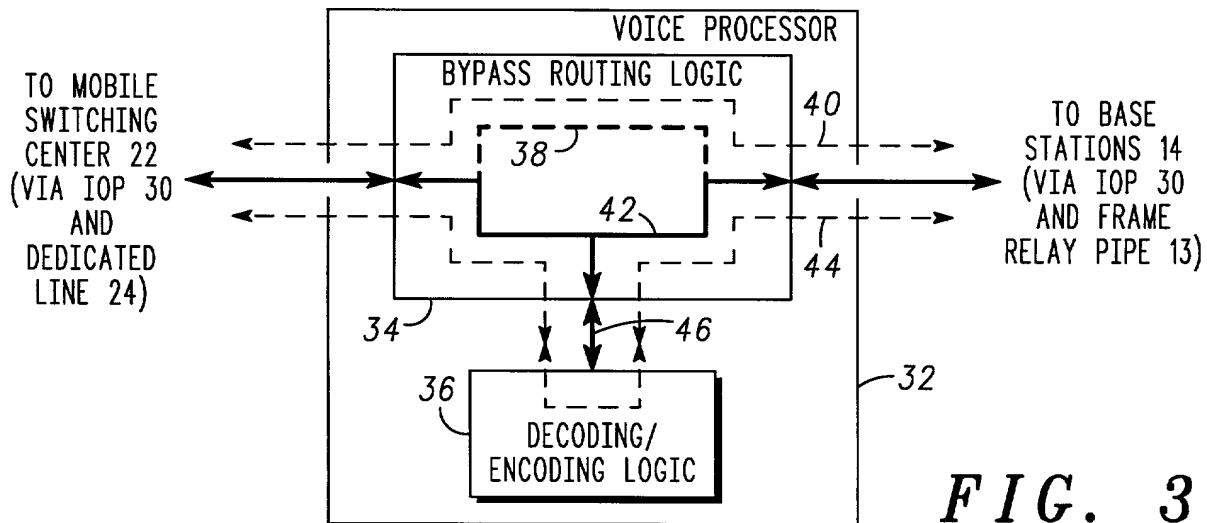 VOICE PROCESSOR
BYPASS ROUTING LOGIC
TO MOBILE
SWITCHING
CENTER 22
(VIA IOP 30
AND
DEDICATED
LINE 24)
38
40
42
44
TO BASE
STATIONS 14
(VIA IOP 30
AND FRAME
RELAY PIPE 13)
34
46
36
32
DECODING/
ENCODING LOGIC
FIG. 3